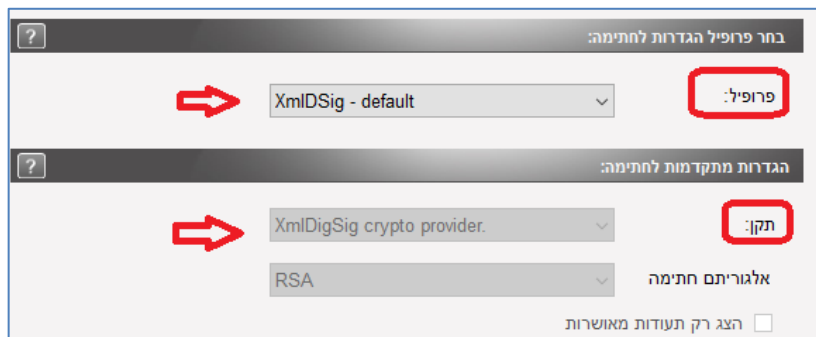 בחר פרופיל הגדרות לחתימה: ?
פרופיל: XmlDSig - default
הגדרות מתקדמות לחתימה: ?
תקן: XmlDigSig crypto provider.
אלגוריתם חתימה RSA
הצג רק תעודות מאושרות